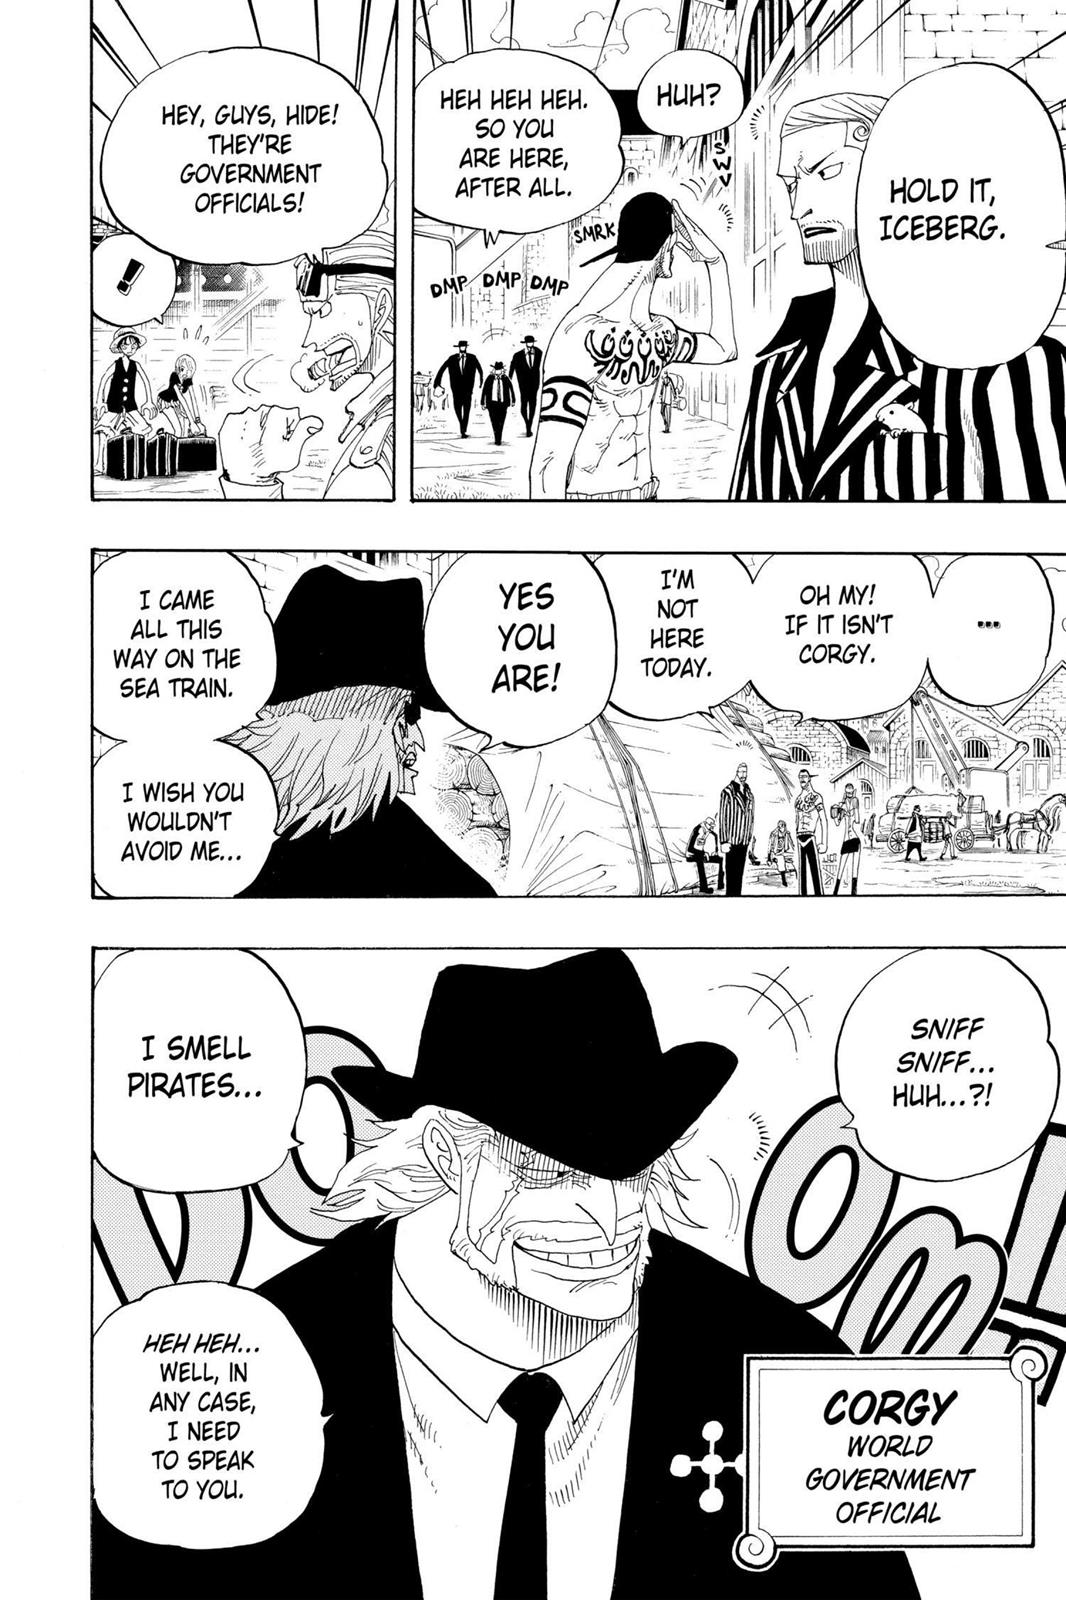 HOLD IT,
ICEBERG.
HUH?
SWV
HEH HEH HEH.
SO YOU
ARE HERE,
AFTER ALL.
SMRK
DMP DMP DMP
HEY, GUYS, HIDE!
THEY'RE
GOVERNMENT
OFFICIALS!
!
...
OH MY!
IF IT ISN'T
CORGY.
I'M
NOT
HERE
TODAY.
YES
YOU
ARE!
I CAME
ALL THIS
WAY ON THE
SEA TRAIN.
I WISH YOU
WOULDN'T
AVOID ME...
SNIFF
SNIFF...
HUH...?!
I SMELL
PIRATES...
HEH HEH...
WELL, IN
ANY CASE,
I NEED
TO SPEAK
TO YOU.
CORGY
WORLD
GOVERNMENT
OFFICIAL